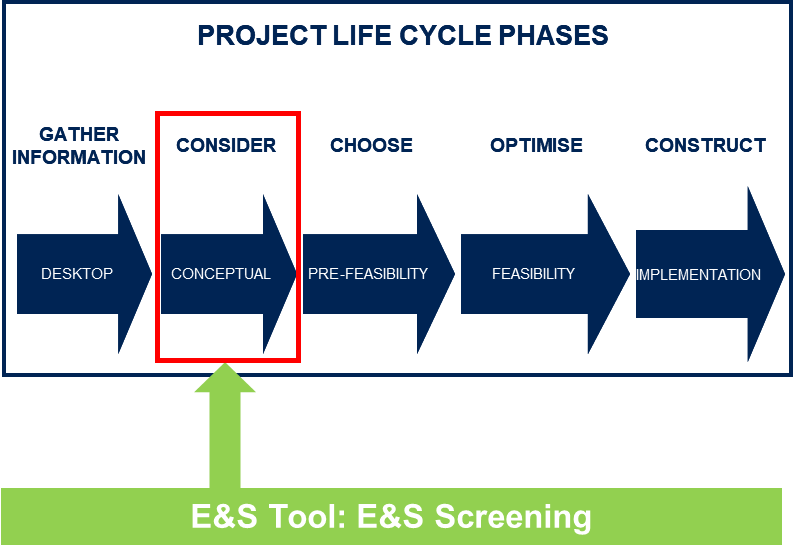 PROJECT LIFE CYCLE PHASES
GATHER
INFORMATION
CONSIDER
CHOOSE
OPTIMISE
CONSTRUCT
DESKTOP
CONCEPTUAL
PRE-FEASIBILITY
FEASIBILITY
IMPLEMENTATION
E&S Tool: E&S Screening